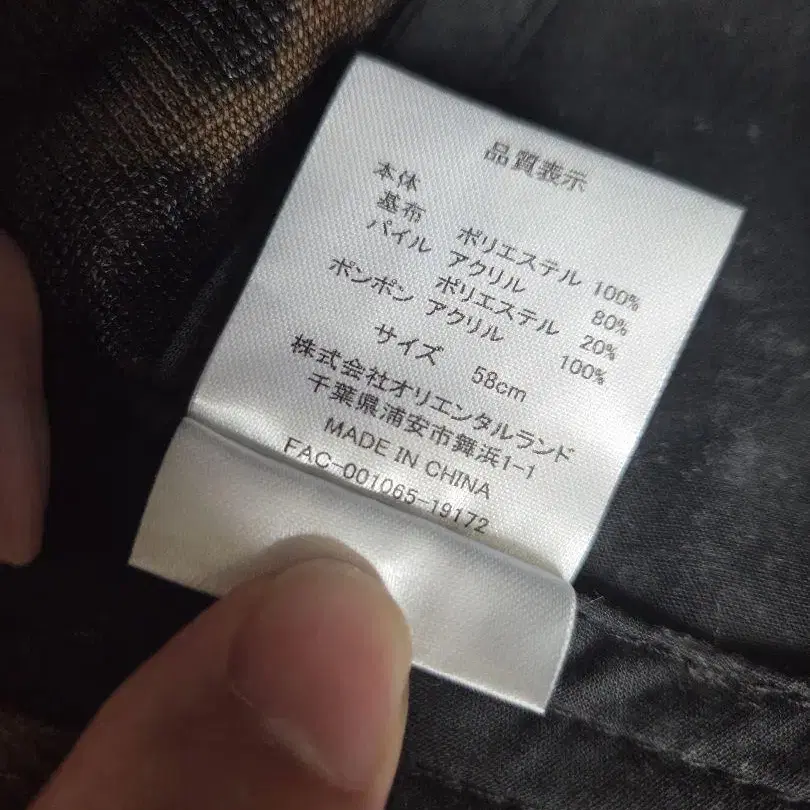 品質表示
本体
基布 ポリエステル 100%
パイル アクリル 80%
ポリエステル 20%
ポンポン アクリル 100%
サイズ 58cm
株式会社オリエンタルランド
千葉県浦安市舞浜1-1
MADE IN CHINA
FAC-001065-19172